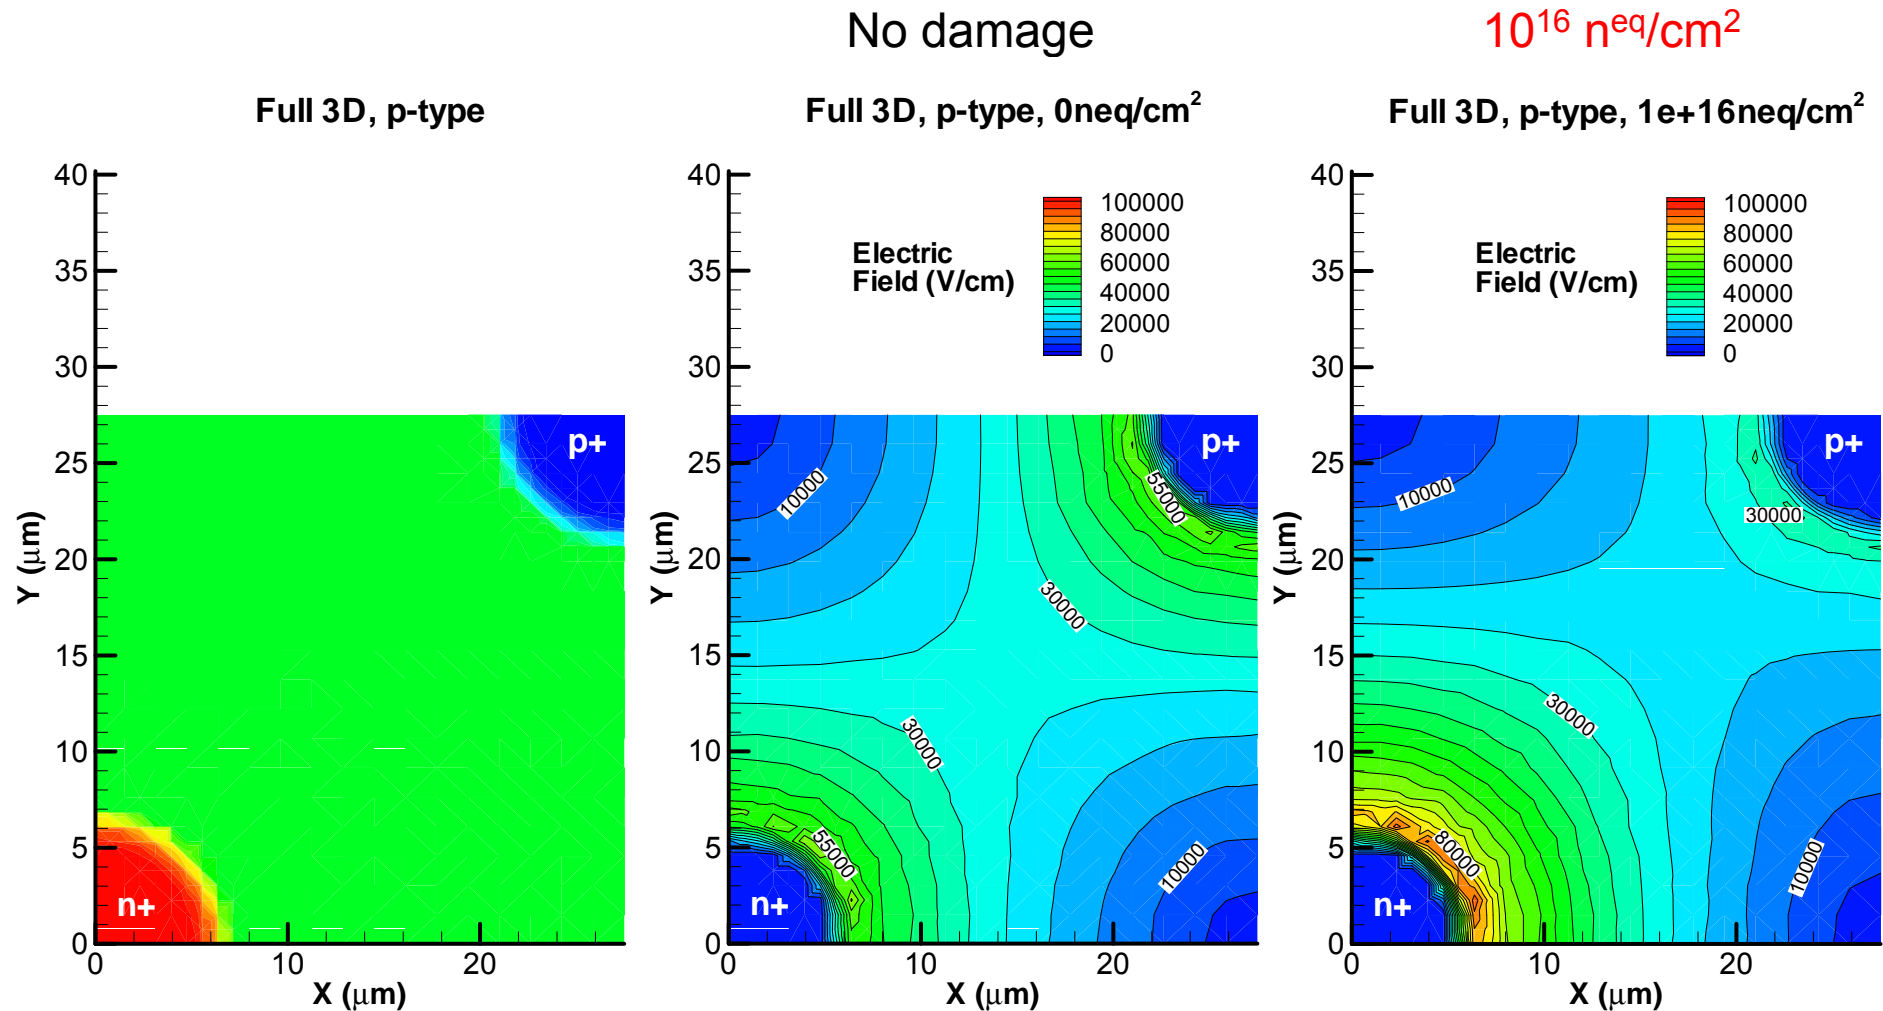 No damage
10¹⁶ nᵉᑫ/cm²
Full 3D, p-type
40
35
30
25
20
15
10
5
0
0
10
20
Y (μm)
X (μm)
p+
n+
Full 3D, p-type, 0neq/cm²
40
35
30
25
20
15
10
5
0
0
10
20
Y (μm)
X (μm)
Electric
Field (V/cm)
100000
80000
60000
40000
20000
0
p+
10000
55000
30000
30000
55000
10000
n+
Full 3D, p-type, 1e+16neq/cm²
40
35
30
25
20
15
10
5
0
0
10
20
Y (μm)
X (μm)
Electric
Field (V/cm)
100000
80000
60000
40000
20000
0
p+
10000
30000
30000
80000
10000
n+